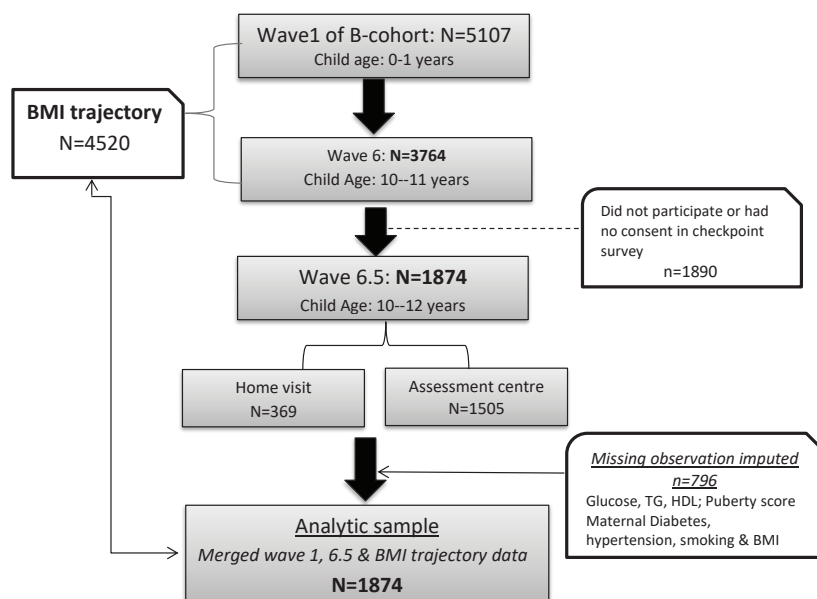 Wave1 of B-cohort: N=5107
Child age: 0-1 years
BMI trajectory
N=4520
Wave 6: N=3764
Child Age: 10--11 years
Did not participate or had
no consent in checkpoint
survey
n=1890
Wave 6.5: N=1874
Child Age: 10--12 years
Home visit
N=369
Assessment centre
N=1505
Missing observation imputed
n=796
Glucose, TG, HDL; Puberty score
Maternal Diabetes,
hypertension, smoking & BMI
Analytic sample
Merged wave 1, 6.5 & BMI trajectory data
N=1874